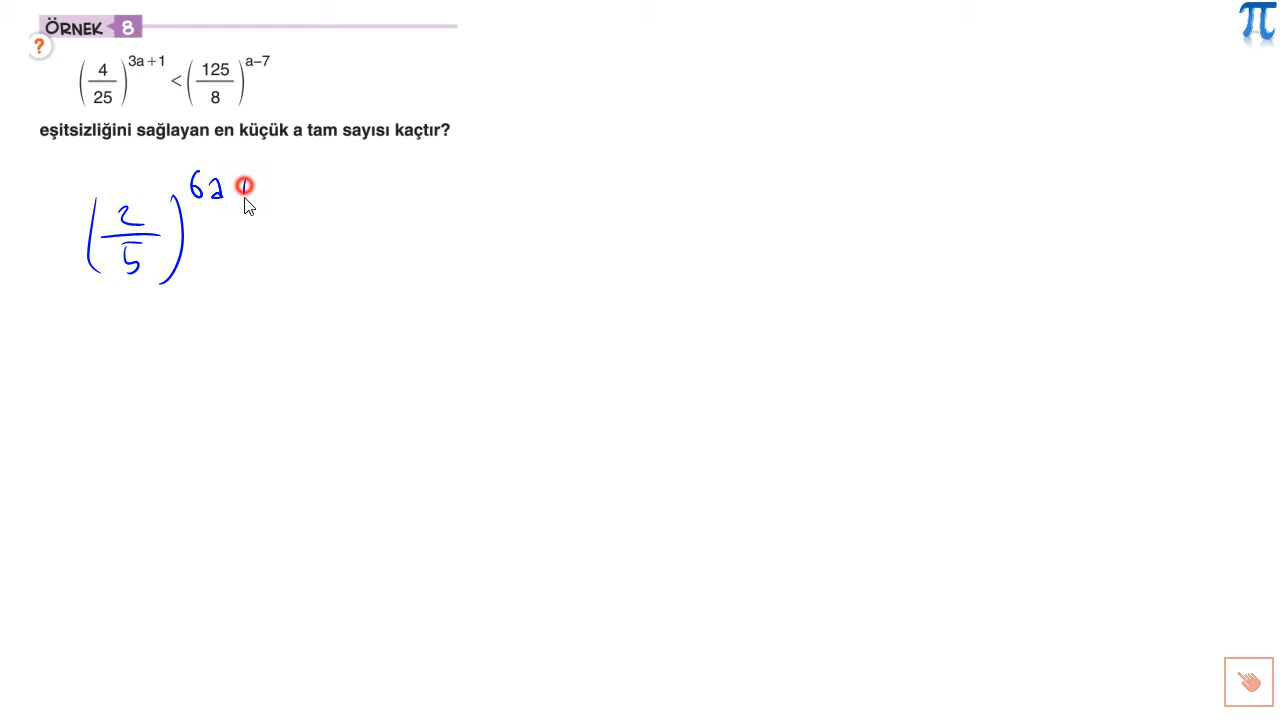 ÖRNEK 8
?
(4/25)^3a+1 < (125/8)^a–7
eşitsizliğini sağlayan en küçük a tam sayısı kaçtır?
(2/5)^6a
π